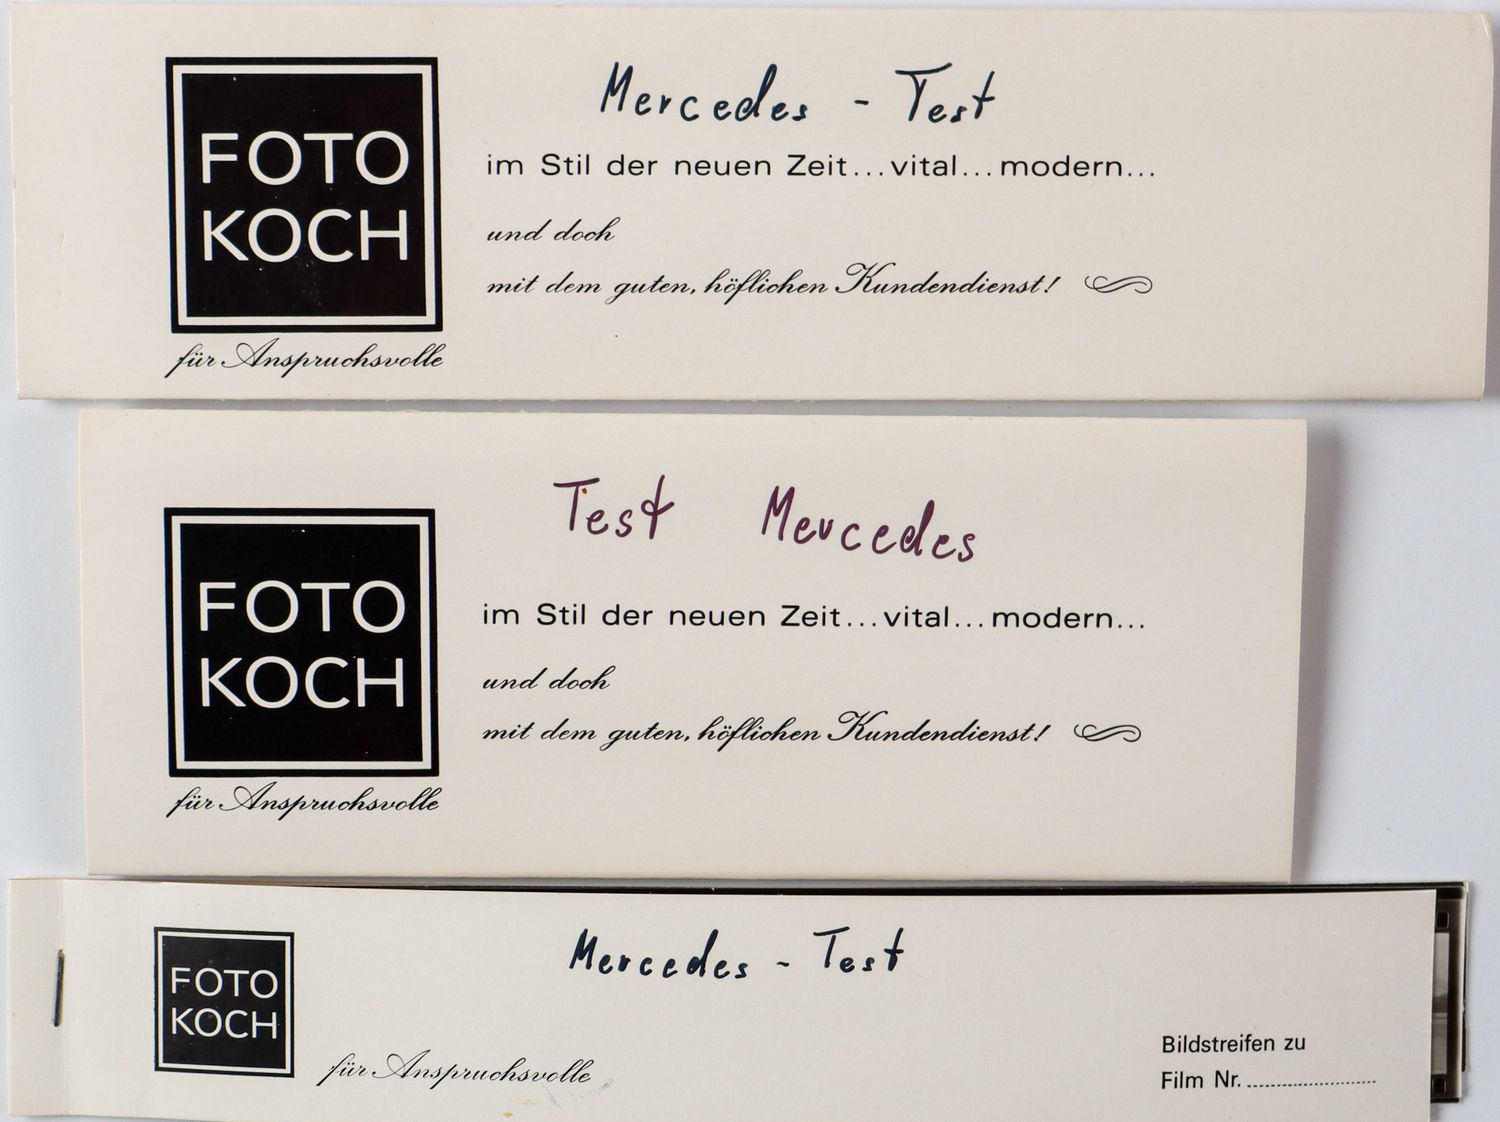 Mercedes - Test
FOTO
KOCH
für Anspruchsvolle
im Stil der neuen Zeit...vital...modern...
und doch
mit dem guten, höflichen Kundendienst!
Test Mercedes
FOTO
KOCH
für Anspruchsvolle
im Stil der neuen Zeit...vital...modern...
und doch
mit dem guten, höflichen Kundendienst!
Mercedes - Test
FOTO
KOCH
für Anspruchsvolle
Bildstreifen zu
Film Nr...............................